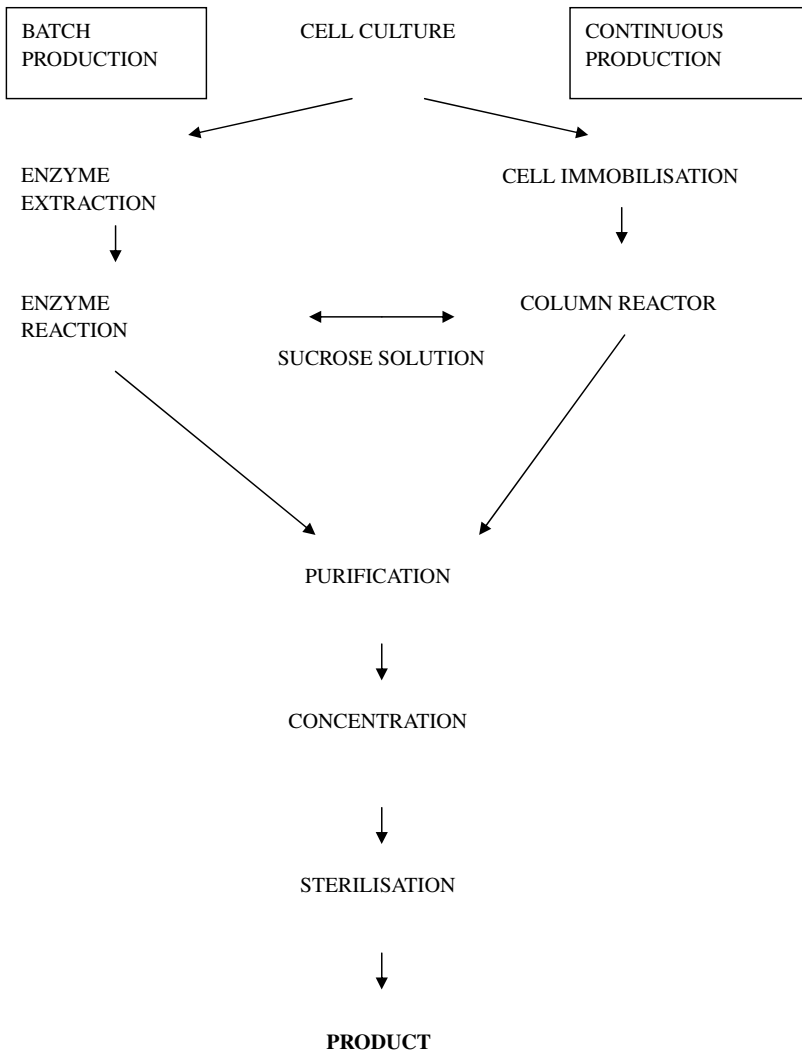 BATCH
PRODUCTION
CELL CULTURE
CONTINUOUS
PRODUCTION
ENZYME
EXTRACTION
CELL IMMOBILISATION
ENZYME
REACTION
COLUMN REACTOR
SUCROSE SOLUTION
PURIFICATION
CONCENTRATION
STERILISATION
PRODUCT